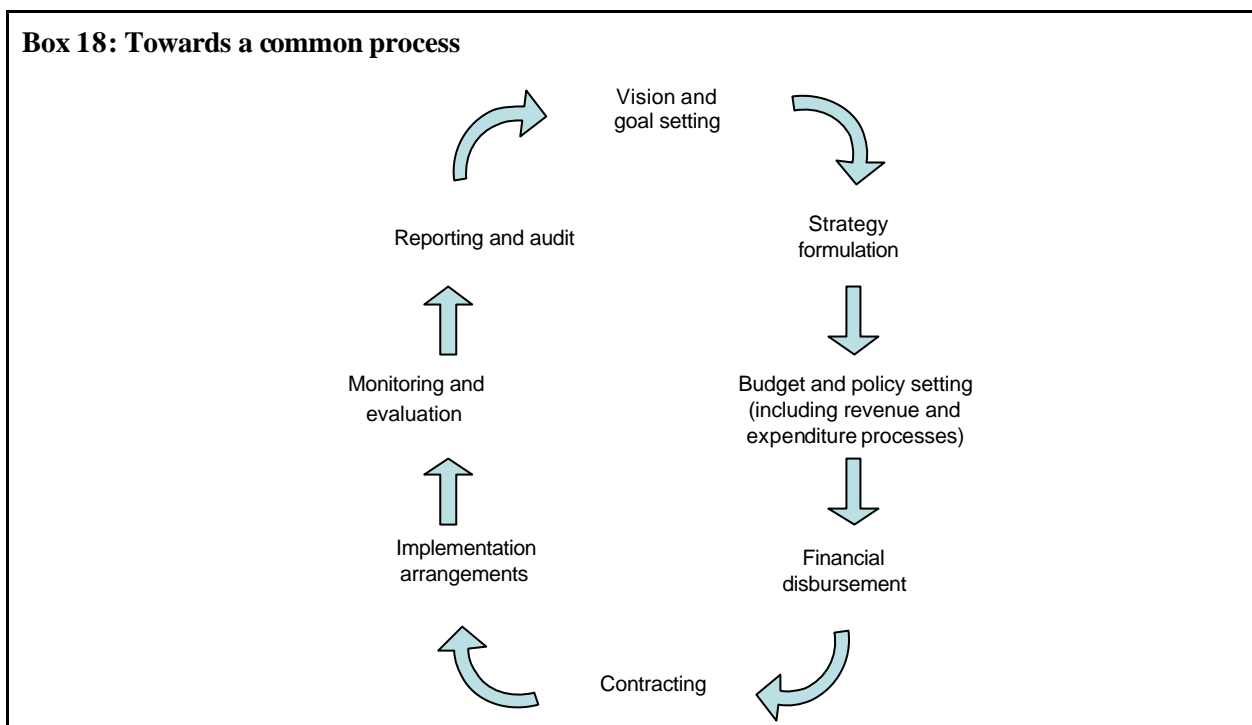 Box 18: Towards a common process
Vision and
goal setting
Strategy
formulation
Budget and policy setting
(including revenue and
expenditure processes)
Financial
disbursement
Contracting
Implementation
arrangements
Monitoring and
evaluation
Reporting and audit